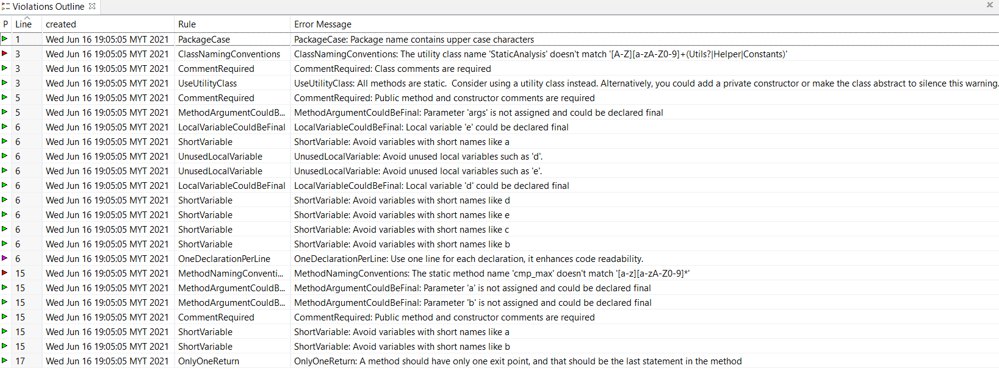 Violations Outline
P Line created Rule Error Message
1 Wed Jun 16 19:05:05 MYT 2021 PackageCase PackageCase: Package name contains upper case characters
3 Wed Jun 16 19:05:05 MYT 2021 ClassNamingConventions ClassNamingConventions: The utility class name 'StaticAnalysis' doesn't match '[A-Z][a-zA-Z0-9]+(Utils?|Helper|Constants)'
3 Wed Jun 16 19:05:05 MYT 2021 CommentRequired CommentRequired: Class comments are required
3 Wed Jun 16 19:05:05 MYT 2021 UseUtilityClass UseUtilityClass: All methods are static.  Consider using a utility class instead. Alternatively, you could add a private constructor or make the class abstract to silence this warning.
5 Wed Jun 16 19:05:05 MYT 2021 CommentRequired CommentRequired: Public method and constructor comments are required
5 Wed Jun 16 19:05:05 MYT 2021 MethodArgumentCouldB... MethodArgumentCouldBeFinal: Parameter 'args' is not assigned and could be declared final
6 Wed Jun 16 19:05:05 MYT 2021 LocalVariableCouldBeFinal LocalVariableCouldBeFinal: Local variable 'e' could be declared final
6 Wed Jun 16 19:05:05 MYT 2021 ShortVariable ShortVariable: Avoid variables with short names like a
6 Wed Jun 16 19:05:05 MYT 2021 UnusedLocalVariable UnusedLocalVariable: Avoid unused local variables such as 'd'.
6 Wed Jun 16 19:05:05 MYT 2021 UnusedLocalVariable UnusedLocalVariable: Avoid unused local variables such as 'e'.
6 Wed Jun 16 19:05:05 MYT 2021 LocalVariableCouldBeFinal LocalVariableCouldBeFinal: Local variable 'd' could be declared final
6 Wed Jun 16 19:05:05 MYT 2021 ShortVariable ShortVariable: Avoid variables with short names like d
6 Wed Jun 16 19:05:05 MYT 2021 ShortVariable ShortVariable: Avoid variables with short names like e
6 Wed Jun 16 19:05:05 MYT 2021 ShortVariable ShortVariable: Avoid variables with short names like c
6 Wed Jun 16 19:05:05 MYT 2021 ShortVariable ShortVariable: Avoid variables with short names like b
6 Wed Jun 16 19:05:05 MYT 2021 OneDeclarationPerLine OneDeclarationPerLine: Use one line for each declaration, it enhances code readability.
15 Wed Jun 16 19:05:05 MYT 2021 MethodNamingConventi... MethodNamingConventions: The static method name 'cmp_max' doesn't match '[a-z][a-zA-Z0-9]*'
15 Wed Jun 16 19:05:05 MYT 2021 MethodArgumentCouldB... MethodArgumentCouldBeFinal: Parameter 'a' is not assigned and could be declared final
15 Wed Jun 16 19:05:05 MYT 2021 MethodArgumentCouldB... MethodArgumentCouldBeFinal: Parameter 'b' is not assigned and could be declared final
15 Wed Jun 16 19:05:05 MYT 2021 CommentRequired CommentRequired: Public method and constructor comments are required
15 Wed Jun 16 19:05:05 MYT 2021 ShortVariable ShortVariable: Avoid variables with short names like a
15 Wed Jun 16 19:05:05 MYT 2021 ShortVariable ShortVariable: Avoid variables with short names like b
17 Wed Jun 16 19:05:05 MYT 2021 OnlyOneReturn OnlyOneReturn: A method should have only one exit point, and that should be the last statement in the method